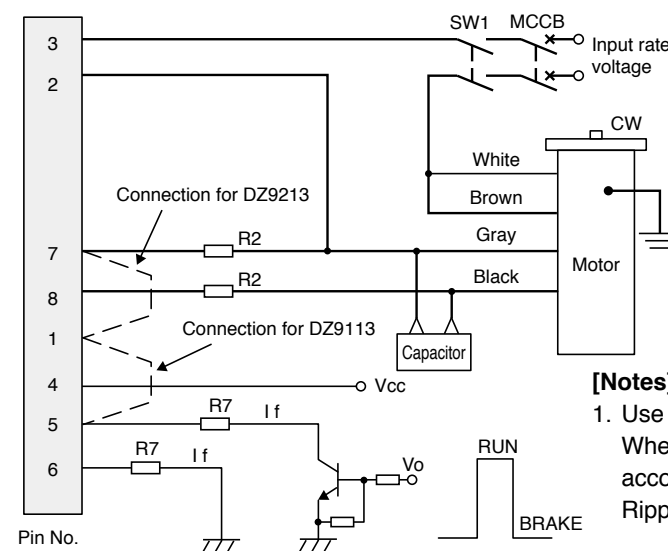 SW1 MCCB
3
Input rate
voltage
2
CW
White
Connection for DZ9213
Brown
R2
Gray
7
Motor
R2
Black
8
Connection for DZ9113
1
Capacitor
4
Vcc
[Notes]
R7
I f
1. Use
5
RUN
Whe
R7
I f
Vo
acco
6
Ripp
BRAKE
Pin No.